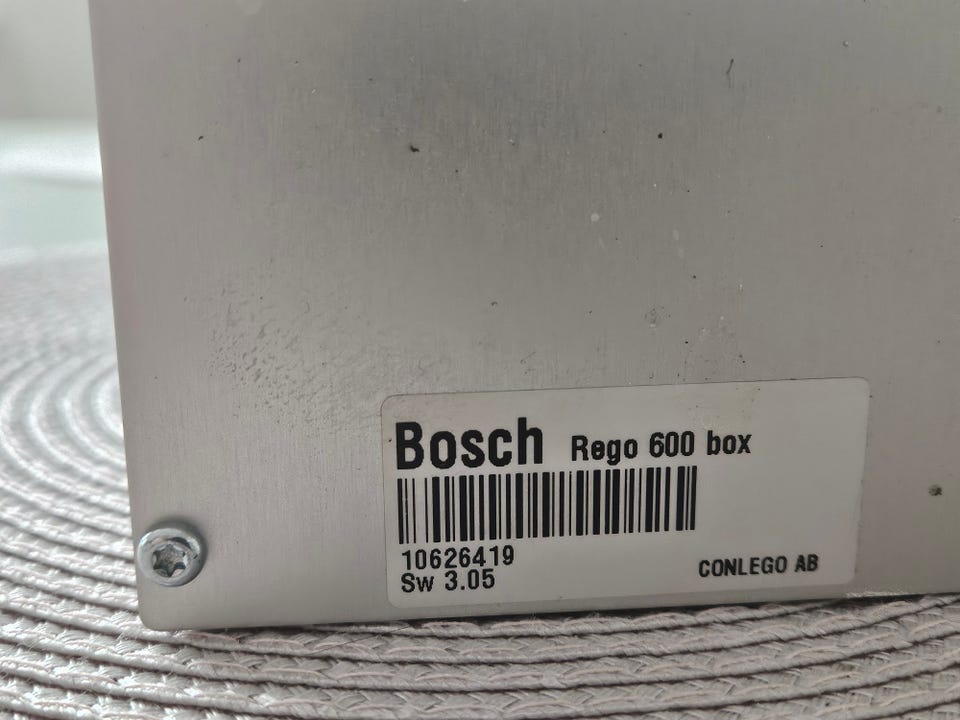 Bosch Rego 600 box
10626419
Sw 3.05
CONLEGO AB